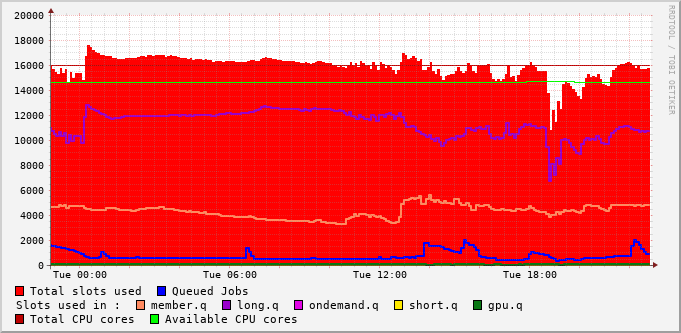 20000
18000
16000
14000
12000
10000
8000
6000
4000
2000
0
Tue 00:00 Tue 06:00 Tue 12:00 Tue 18:00
RRDTOOL / TOBI OETIKER
Total slots used Queued Jobs
Slots used in : member.q long.q ondemand.q short.q gpu.q
Total CPU cores Available CPU cores